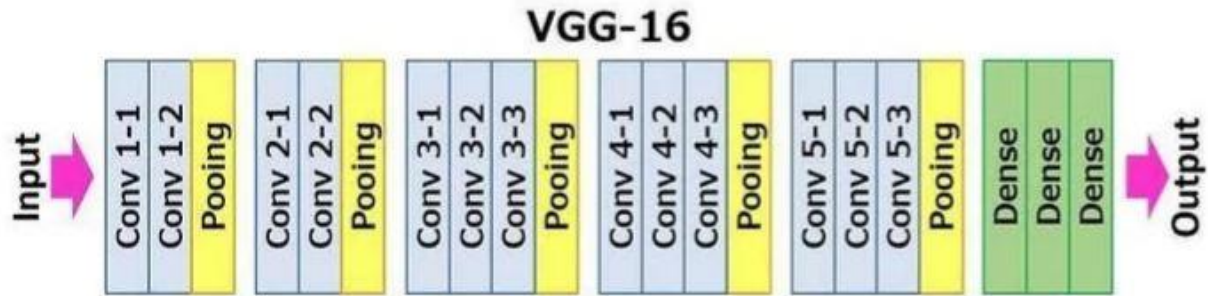 VGG-16
Input
Conv 1-1
Conv 1-2
Pooing
Conv 2-1
Conv 2-2
Pooing
Conv 3-1
Conv 3-2
Conv 3-3
Pooing
Conv 4-1
Conv 4-2
Conv 4-3
Pooing
Conv 5-1
Conv 5-2
Conv 5-3
Pooing
Dense
Dense
Dense
Output